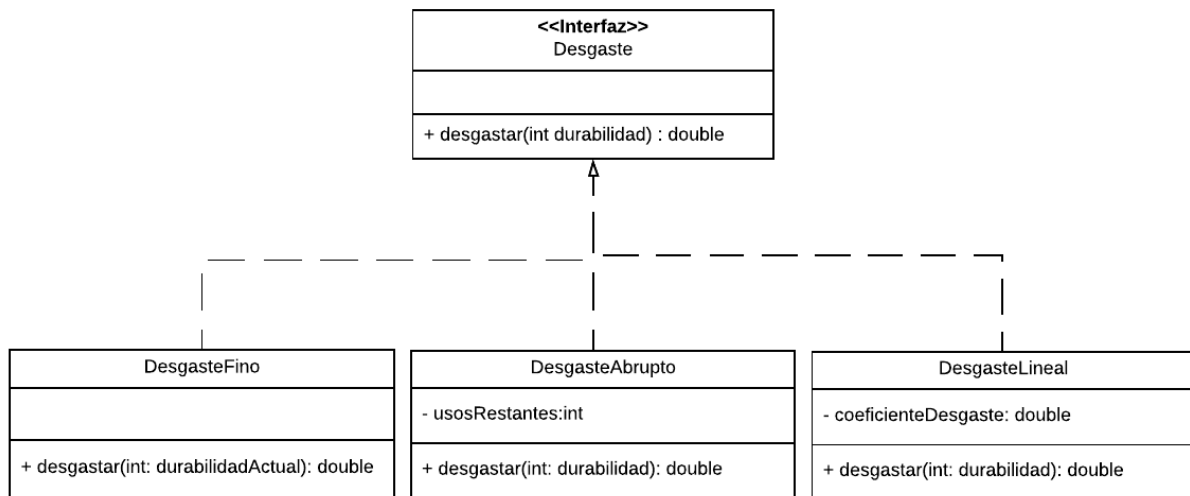 <<Interfaz>>
Desgaste
+ desgastar(int durabilidad) : double
DesgasteFino
+ desgastar(int: durabilidadActual): double
DesgasteAbrupto
- usosRestantes:int
+ desgastar(int: durabilidad): double
DesgasteLineal
- coeficienteDesgaste: double
+ desgastar(int: durabilidad): double